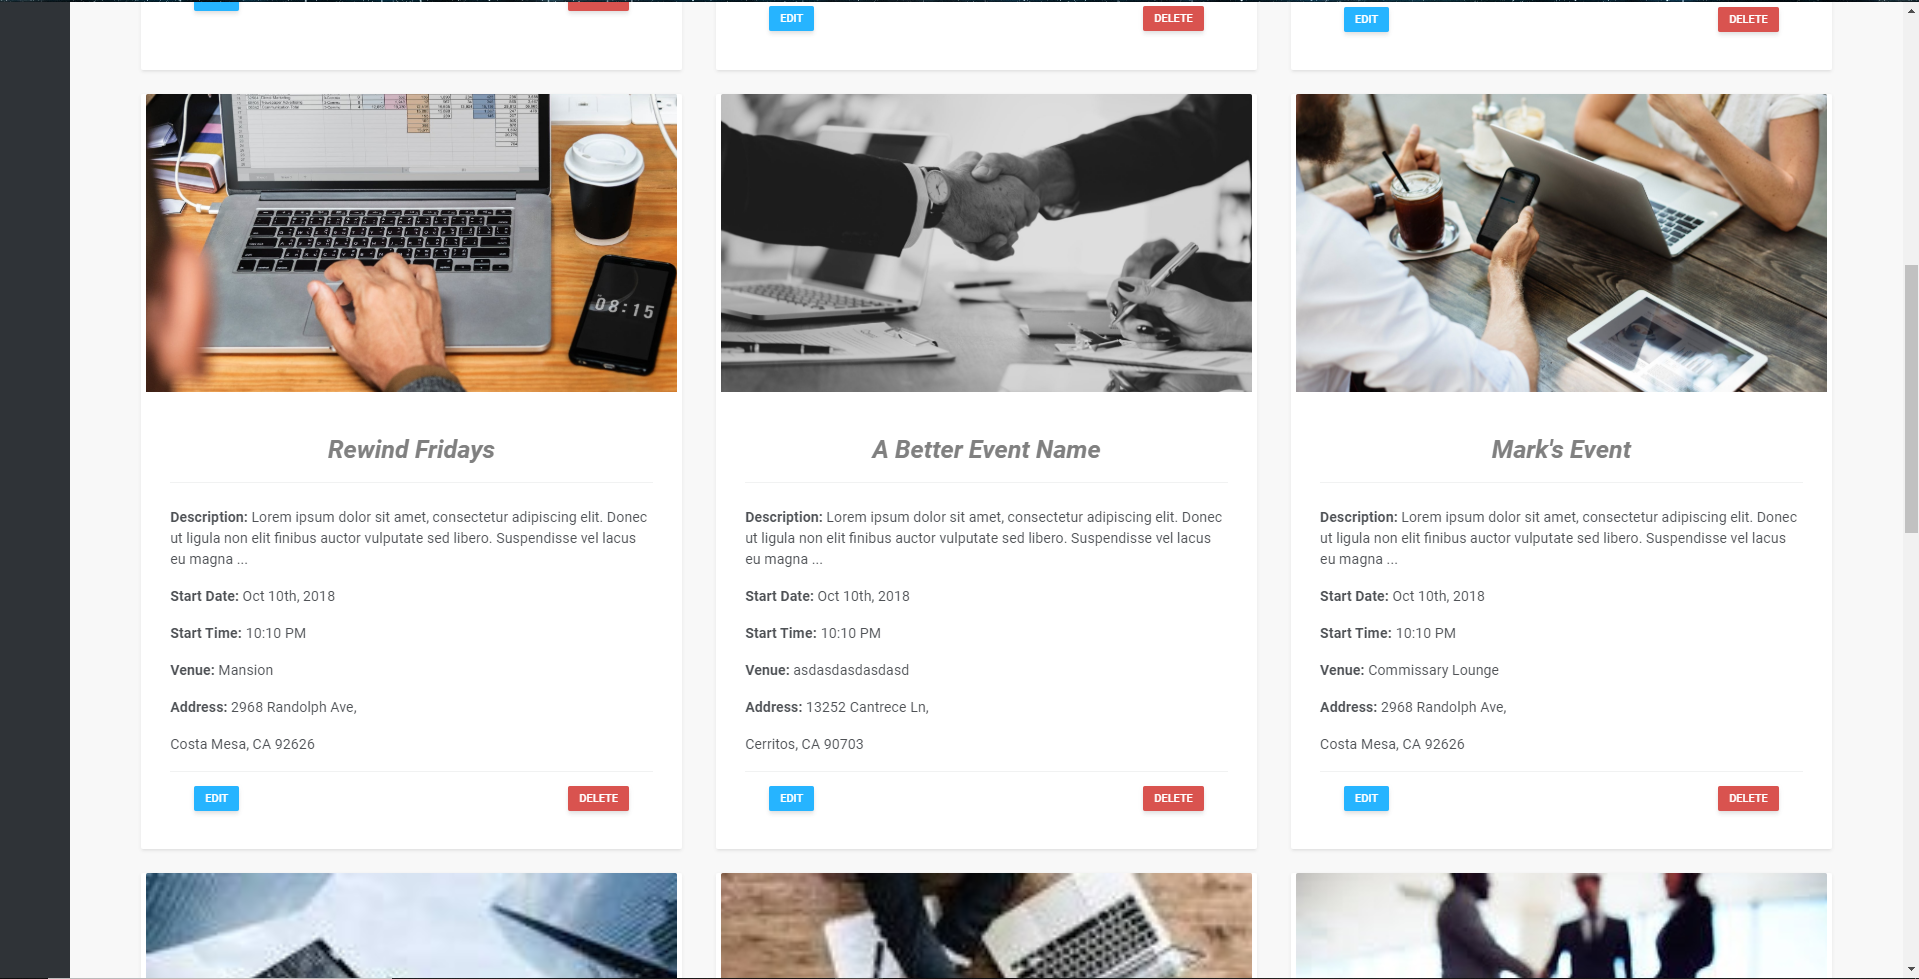 EDIT DELETE EDIT DELETE
08:15
Rewind Fridays
Description: Lorem ipsum dolor sit amet, consectetur adipiscing elit. Donec
ut ligula non elit finibus auctor vulputate sed libero. Suspendisse vel lacus
eu magna ...
Start Date: Oct 10th, 2018
Start Time: 10:10 PM
Venue: Mansion
Address: 2968 Randolph Ave,
Costa Mesa, CA 92626
EDIT DELETE
A Better Event Name
Description: Lorem ipsum dolor sit amet, consectetur adipiscing elit. Donec
ut ligula non elit finibus auctor vulputate sed libero. Suspendisse vel lacus
eu magna ...
Start Date: Oct 10th, 2018
Start Time: 10:10 PM
Venue: asdasdasdasdasd
Address: 13252 Cantrece Ln,
Cerritos, CA 90703
EDIT DELETE
Mark's Event
Description: Lorem ipsum dolor sit amet, consectetur adipiscing elit. Donec
ut ligula non elit finibus auctor vulputate sed libero. Suspendisse vel lacus
eu magna ...
Start Date: Oct 10th, 2018
Start Time: 10:10 PM
Venue: Commissary Lounge
Address: 2968 Randolph Ave,
Costa Mesa, CA 92626
EDIT DELETE